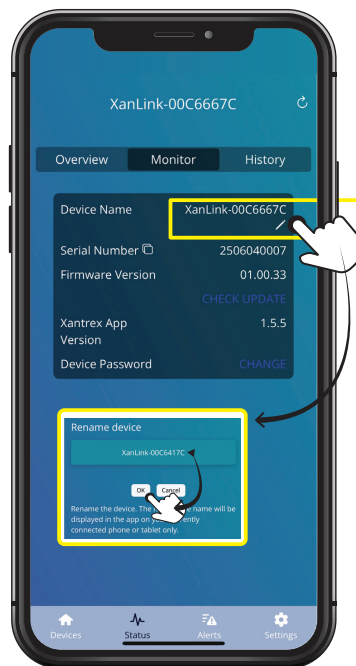 XanLink-00C6667C
Overview Monitor History
Device Name XanLink-00C6667C
Serial Number 2506040007
Firmware Version 01.00.33
CHECK UPDATE
Xantrex App 1.5.5
Version
Device Password CHANGE
Rename device
XanLink-00C6417C
OK Cancel
Rename the device. The name will be
displayed in the app on
connected phone or tablet only.
Devices Status Alerts Settings